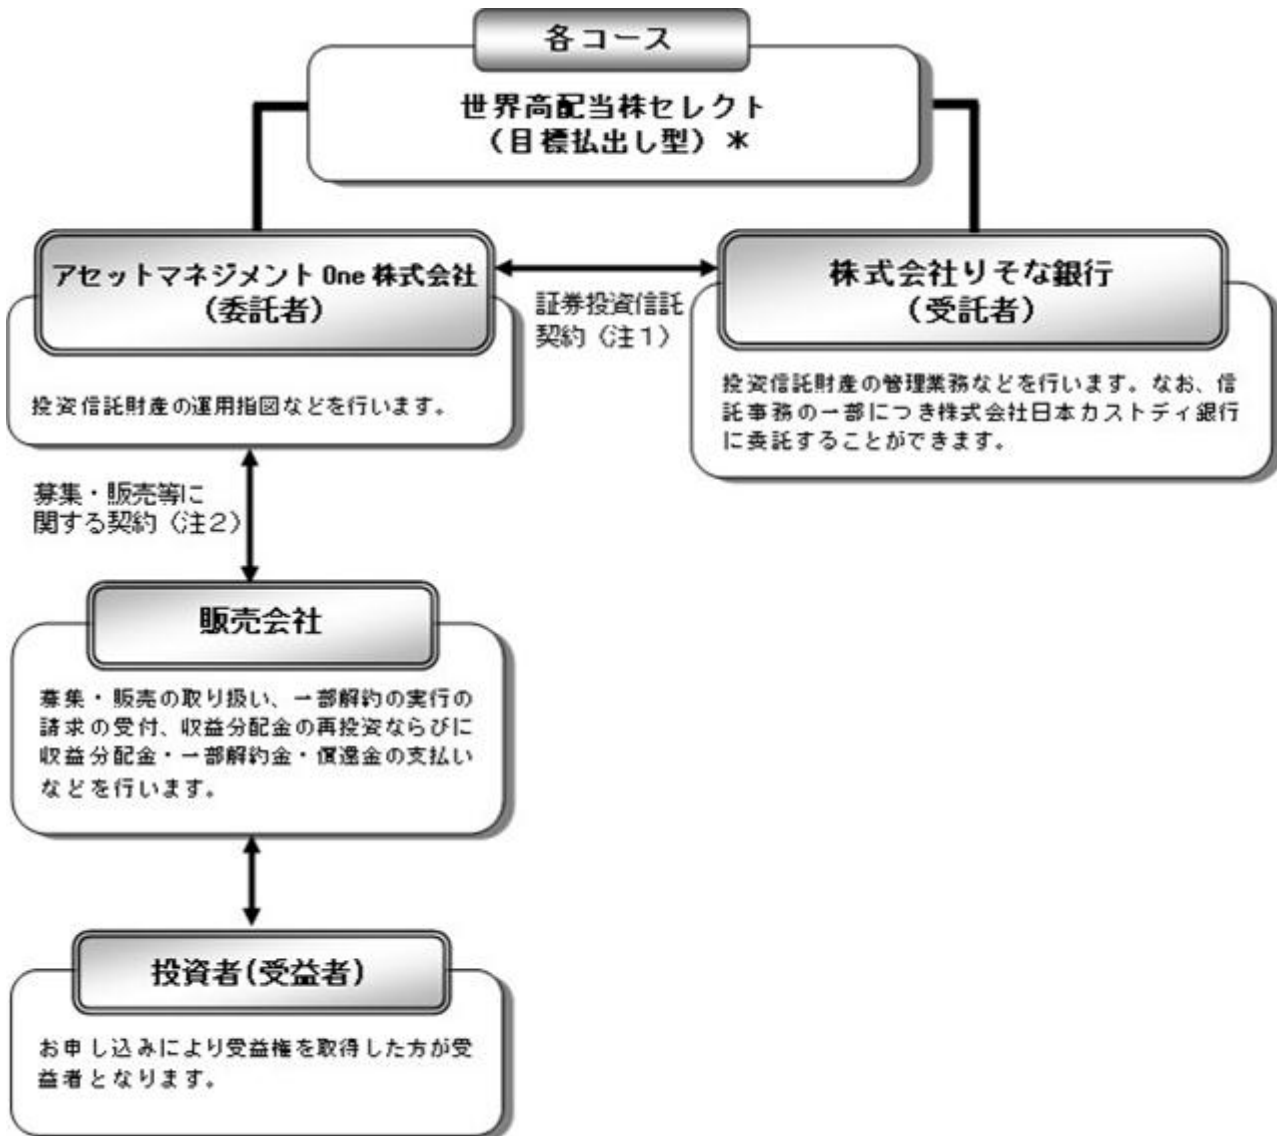 各コース
世界高配当株セレクト
（目標払出し型）＊
アセットマネジメント One 株式会社
（委託者）
投資信託財産の運用指図などを行います。
証券投資信託
契約（注１）
株式会社りそな銀行
（受託者）
投資信託財産の管理業務などを行います。なお、信
託事務の一部につき株式会社日本カストディ銀行
に委託することができます。
募集・販売等に
関する契約（注２）
販売会社
募集・販売の取り扱い、一部解約の実行の
請求の受付、収益分配金の再投資ならびに
収益分配金・一部解約金・償還金の支払い
などを行います。
投資者(受益者)
お申し込みにより受益権を取得した方が受
益者となります。